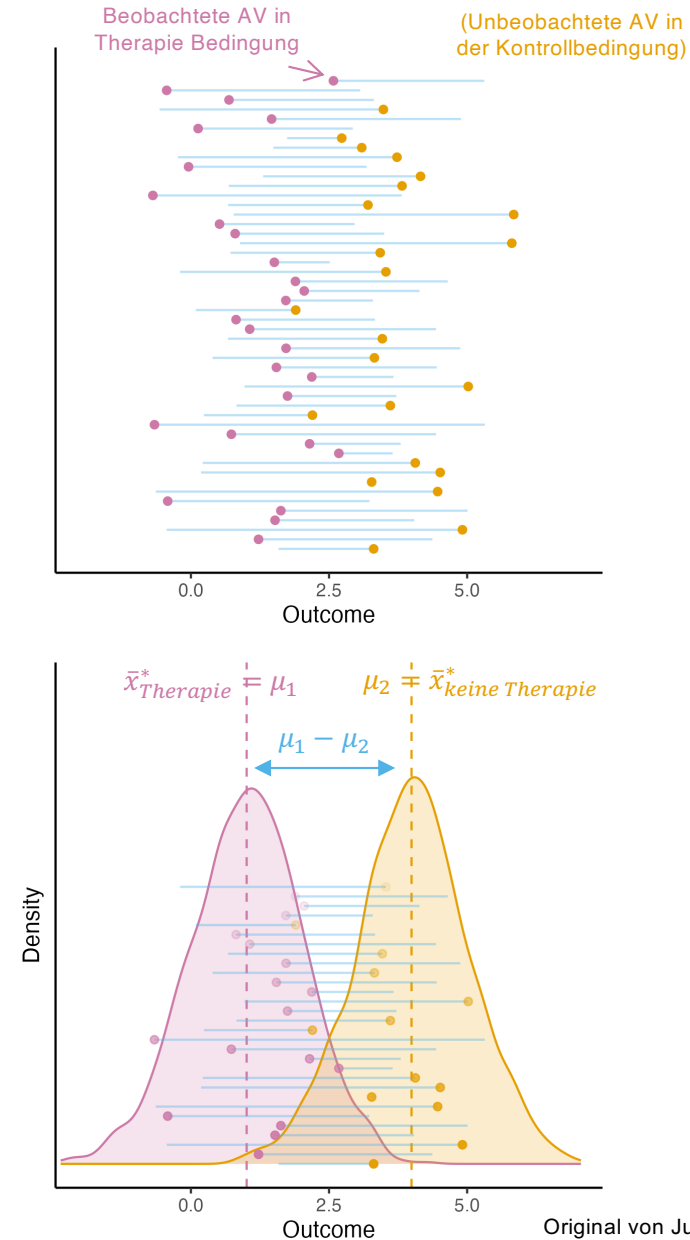 Beobachtete AV in
Therapie Bedingung
(Unbeobachtete AV in
der Kontrollbedingung)
0.0 2.5 5.0
Outcome
x̄*Therapie = μ1
μ2 = x̄*keine Therapie
μ1 − μ2
Density
0.0 2.5 5.0
Outcome
Original von